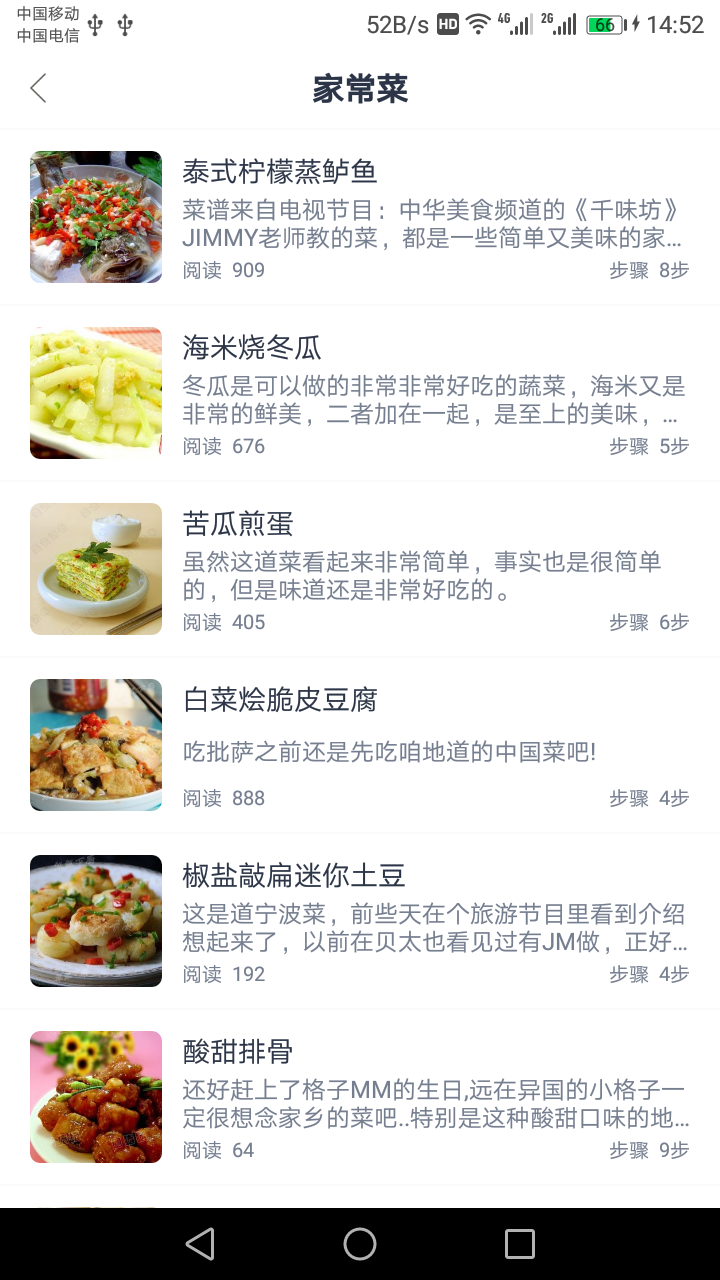 中国移动
中国电信
52B/s HD 4G 2G 66 14:52
家常菜
泰式柠檬蒸鲈鱼
菜谱来自电视节目：中华美食频道的《千味坊》
JIMMY老师教的菜，都是一些简单又美味的家...
阅读 909 步骤 8步
海米烧冬瓜
冬瓜是可以做的非常非常好吃的蔬菜，海米又是
非常的鲜美，二者加在一起，是至上的美味，...
阅读 676 步骤 5步
苦瓜煎蛋
虽然这道菜看起来非常简单，事实也是很简单
的，但是味道还是非常好吃的。
阅读 405 步骤 6步
白菜烩脆皮豆腐
吃批萨之前还是先吃咱地道的中国菜吧!
阅读 888 步骤 4步
椒盐敲扁迷你土豆
这是道宁波菜，前些天在个旅游节目里看到介绍
想起来了，以前在贝太也看见过有JM做，正好...
阅读 192 步骤 4步
酸甜排骨
还好赶上了格子MM的生日,远在异国的小格子一
定很想念家乡的菜吧..特别是这种酸甜口味的地...
阅读 64 步骤 9步